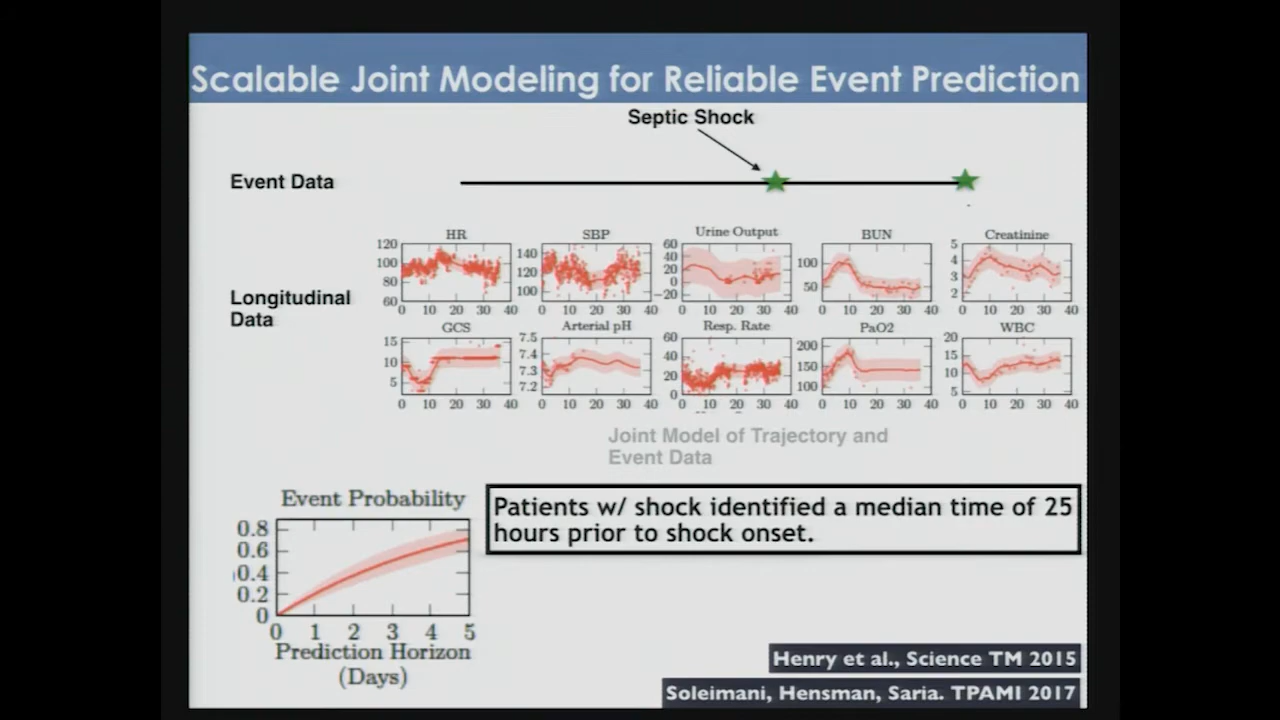 Scalable Joint Modeling for Reliable Event Prediction
Septic Shock
Event Data
Longitudinal
Data
HR
120
100
80
60
0 10 20 30 40
SBP
140
120
100
0 10 20 30 40
Urine Output
60
40
20
0
−20
0 10 20 30 40
BUN
100
50
0 10 20 30 40
Creatinine
5
4
3
2
0 10 20 30 40
GCS
15
10
5
0 10 20 30 40
Arterial pH
7.5
7.4
7.3
7.2
0 10 20 30 40
Resp. Rate
60
40
20
0
0 10 20 30 40
PaO2
200
150
100
0 10 20 30 40
WBC
20
15
10
5
0 10 20 30 40
Joint Model of Trajectory and
Event Data
Event Probability
0.8
0.6
0.4
0.2
0
0 1 2 3 4 5
Prediction Horizon
(Days)
Patients w/ shock identified a median time of 25
hours prior to shock onset.
Henry et al., Science TM 2015
Soleimani, Hensman, Saria. TPAMI 2017